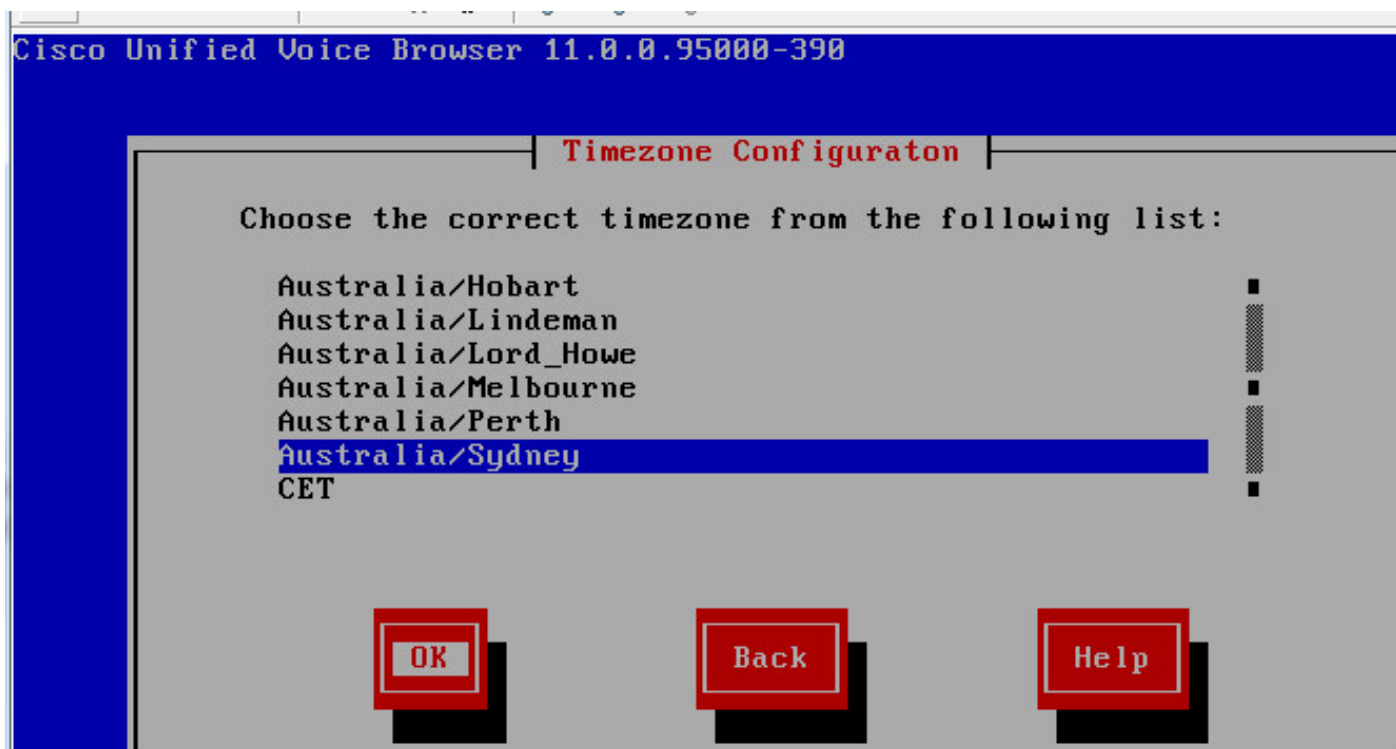 Cisco Unified Voice Browser 11.0.0.95000-390
Timezone Configuraton
Choose the correct timezone from the following list:
Australia/Hobart
Australia/Lindeman
Australia/Lord_Howe
Australia/Melbourne
Australia/Perth
Australia/Sydney
CET
OK Back Help